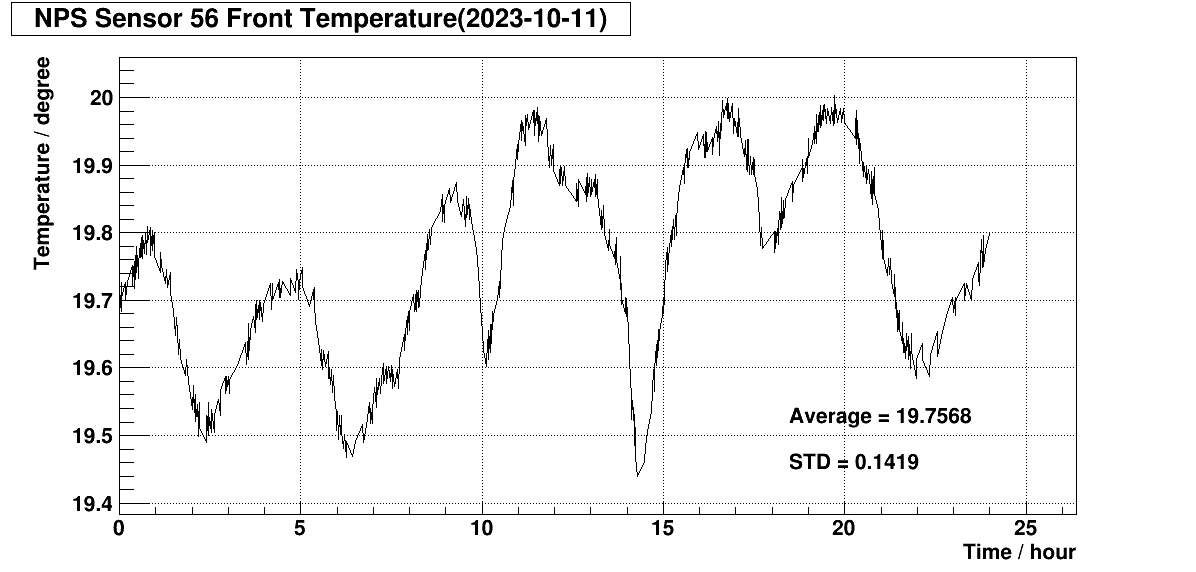 NPS Sensor 56 Front Temperature(2023-10-11)
Temperature / degree
20
19.9
19.8
19.7
19.6
19.5
19.4
Average = 19.7568
STD = 0.1419
0 5 10 15 20 25
Time / hour